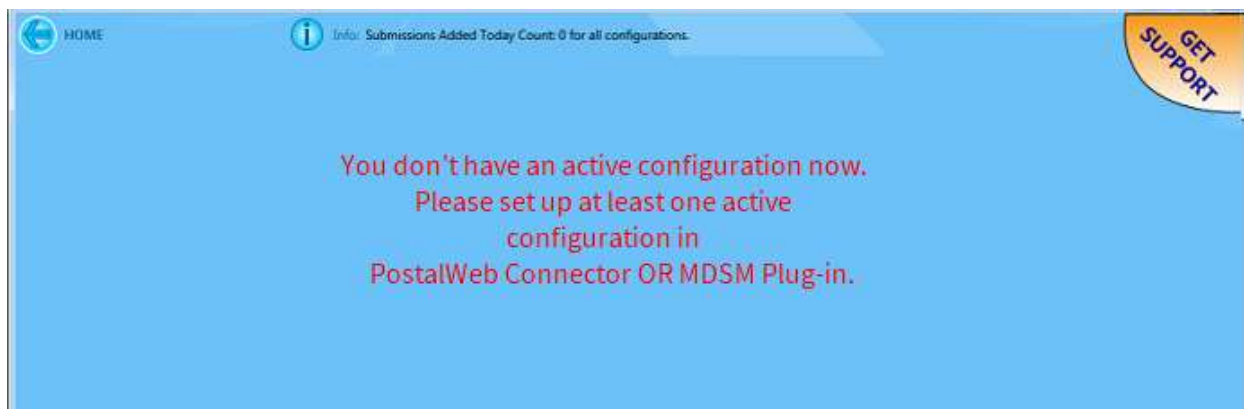 HOME
Info: Submissions Added Today Count: 0 for all configurations.
GET
SUPPORT
You don't have an active configuration now.
Please set up at least one active
configuration in
PostalWeb Connector OR MDSM Plug-in.